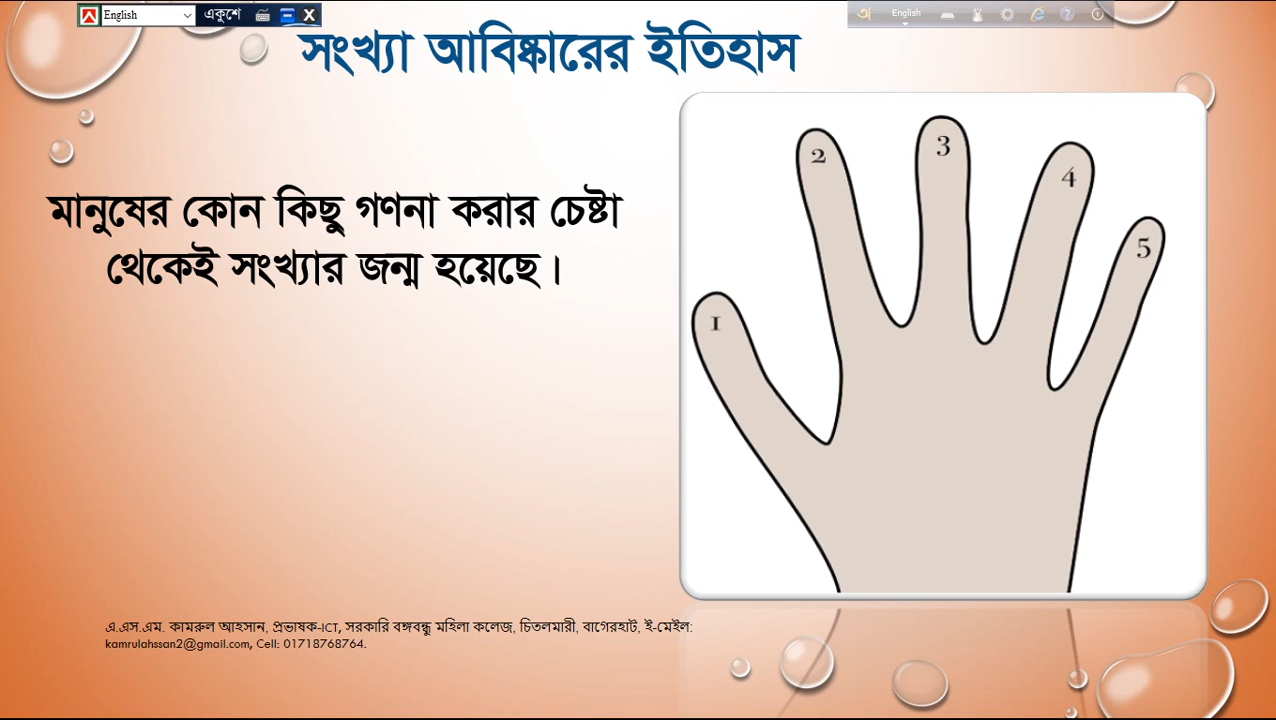 English
একুশে
English
সংখ্যা আবিষ্কারের ইতিহাস
মানুষের কোন কিছু গণনা করার চেষ্টা
থেকেই সংখ্যার জন্ম হয়েছে।
1
2
3
4
5
এ.এস.এম. কামরুল আহসান, প্রভাষক-ICT, সরকারি বঙ্গবন্ধু মহিলা কলেজ, চিতলমারী, বাগেরহাট, ই-মেইল:
kamrulahssan2@gmail.com, Cell: 01718768764.